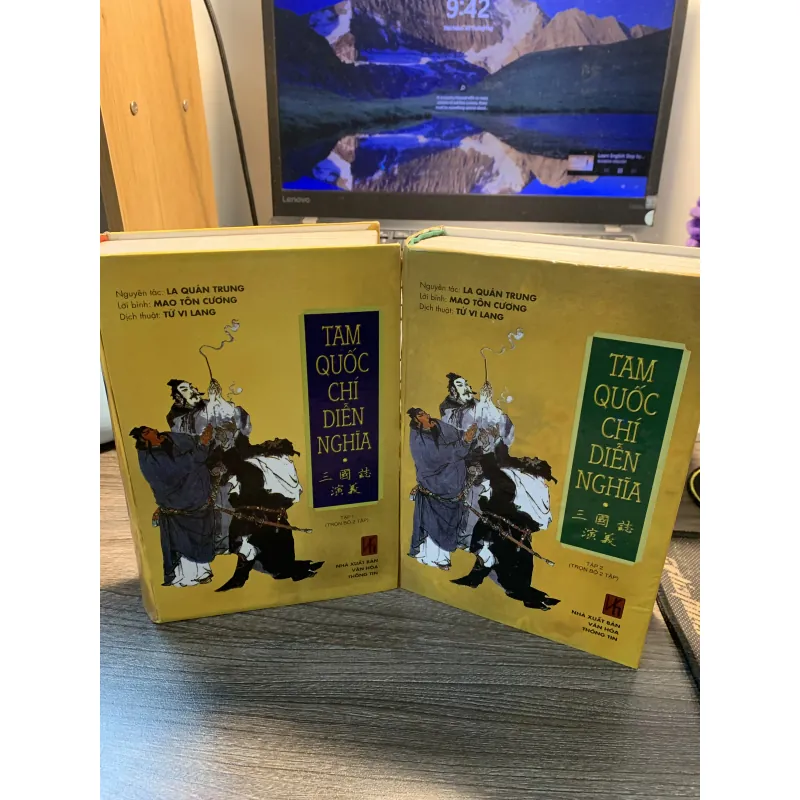 9:42
Lenovo
Nguyên tác: LA QUÁN TRUNG
Lời bình: MAO TÔN CƯƠNG
Dịch thuật: TỬ VI LANG
TAM
QUỐC
CHÍ
DIỄN
NGHĨA
三國誌
演義
TẬP 1
(TRỌN BỘ 2 TẬP)
NHÀ XUẤT BẢN
VĂN HÓA
THÔNG TIN
Nguyên tác: LA QUÁN TRUNG
Lời bình: MAO TÔN CƯƠNG
Dịch thuật: TỬ VI LANG
TAM
QUỐC
CHÍ
DIỄN
NGHĨA
三國誌
演義
TẬP 2
(TRỌN BỘ 2 TẬP)
NHÀ XUẤT BẢN
VĂN HÓA
THÔNG TIN